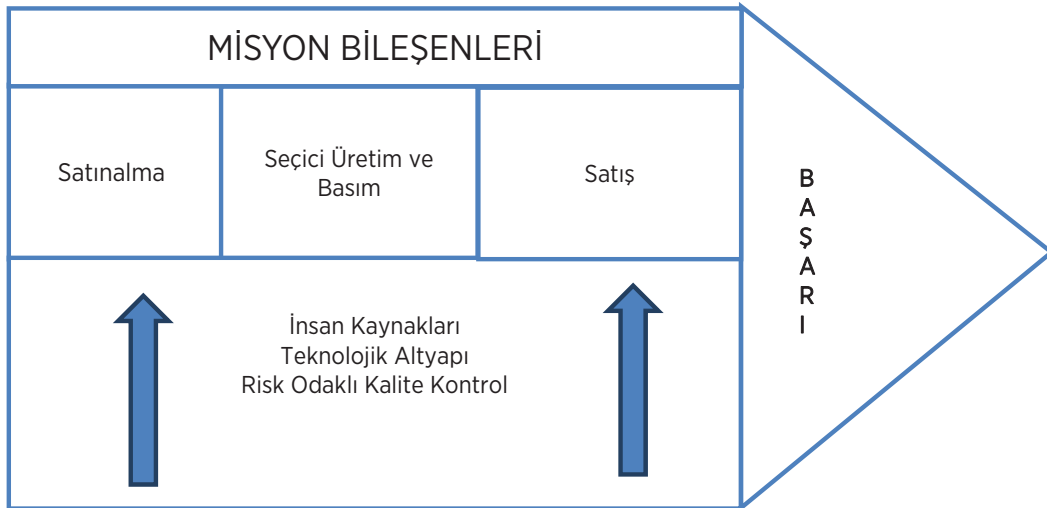 MİSYON BİLEŞENLERİ
Satınalma
Seçici Üretim ve
Basım
Satış
İnsan Kaynakları
Teknolojik Altyapı
Risk Odaklı Kalite Kontrol
B
A
Ş
A
R
I